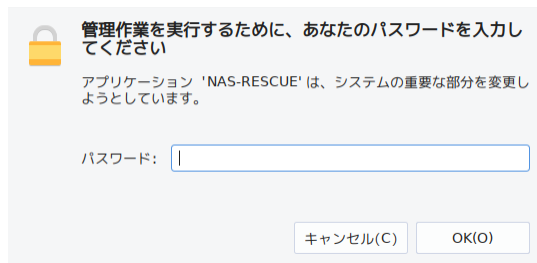 管理作業を実行するために、あなたのパスワードを入力し
てください
アプリケーション 'NAS-RESCUE' は、システムの重要な部分を変更し
ようとしています。
パスワード:
キャンセル(C) OK(O)